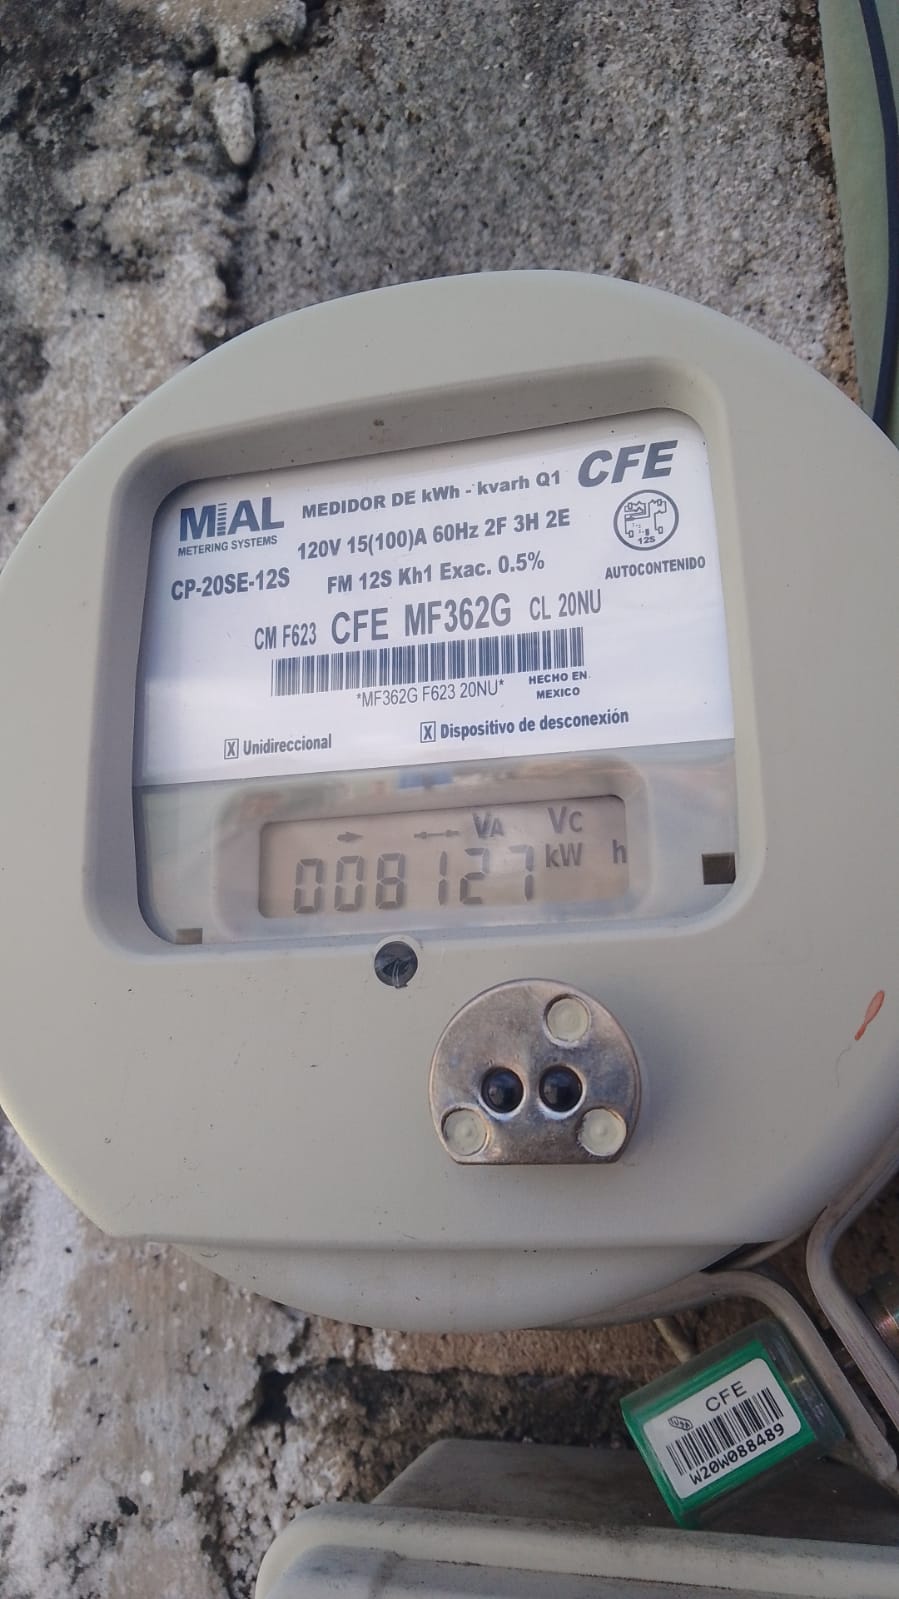 MIAL
METERING SYSTEMS
MEDIDOR DE kWh - kvarh Q1
CFE
120V 15(100)A 60Hz 2F 3H 2E
12S
CP-20SE-12S
FM 12S Kh1 Exac. 0.5%
AUTOCONTENIDO
CM F623 CFE MF362G CL 20NU
*MF362G F623 20NU*
HECHO EN
MEXICO
X Unidireccional
X Dispositivo de desconexión
VA VC
008127 kW h
CFE
W20W088489